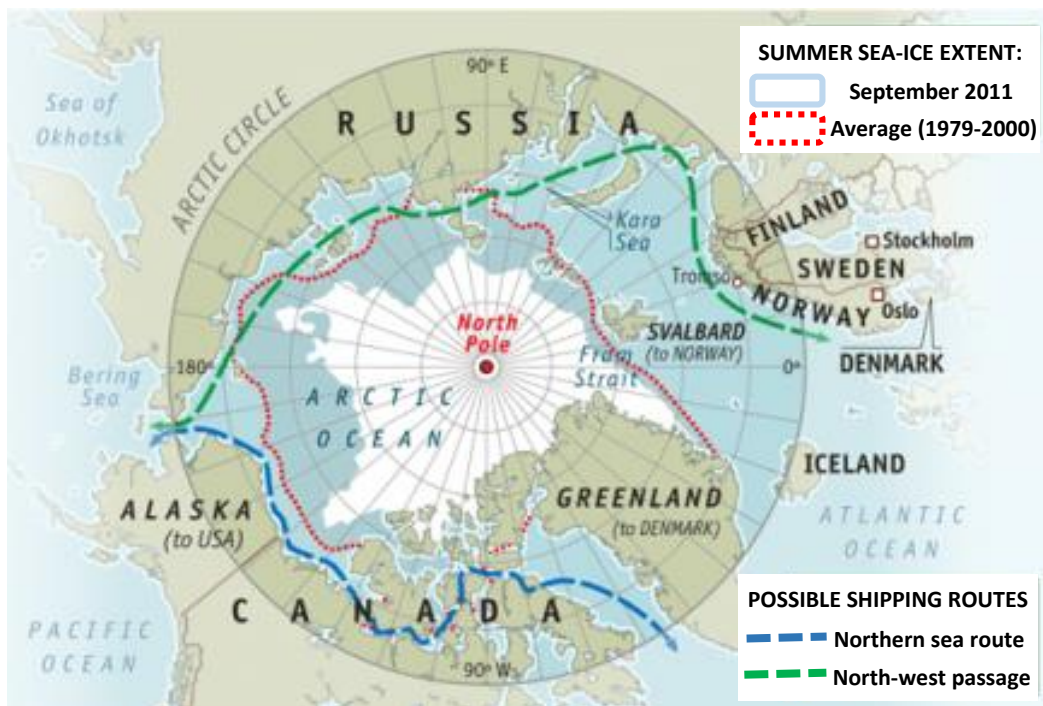 SUMMER SEA-ICE EXTENT:
September 2011
Average (1979-2000)
90° E
Sea of
Okhotsk
ARCTIC CIRCLE
RUSSIA
Kara
Sea
FINLAND
Stockholm
SWEDEN
Tromsø
NORWAY
Oslo
SVALBARD
(to NORWAY)
DENMARK
North
Pole
Fram
Strait
180°
0°
Bering
Sea
ARCTIC
OCEAN
ICELAND
GREENLAND
(to DENMARK)
ALASKA
(to USA)
ATLANTIC
OCEAN
CANADA
PACIFIC
OCEAN
90° W
POSSIBLE SHIPPING ROUTES
Northern sea route
North-west passage